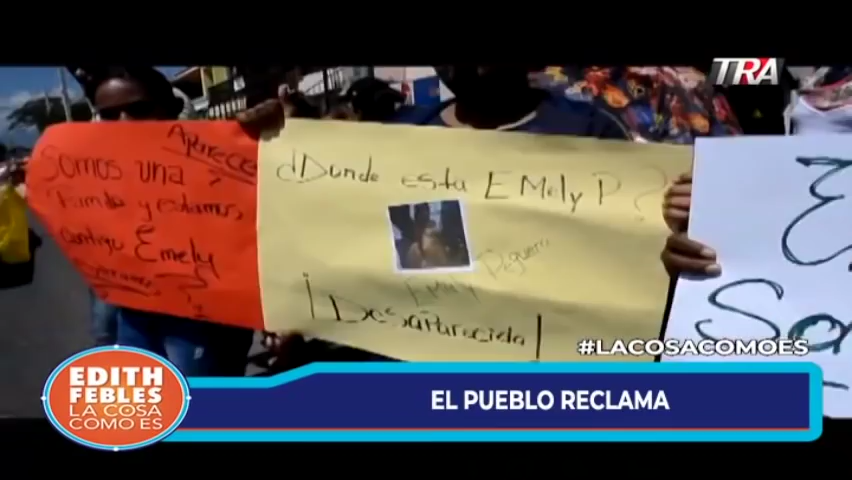 TRA
Aparece
Somos una
Familia y estamos
contigo Emely
¿Dunde esta EMely P?
Emely Peguero
¡Desaparecida!
#LACOSACOMOES
EDITH
FEBLES
LA COSA
COMO ES
EL PUEBLO RECLAMA